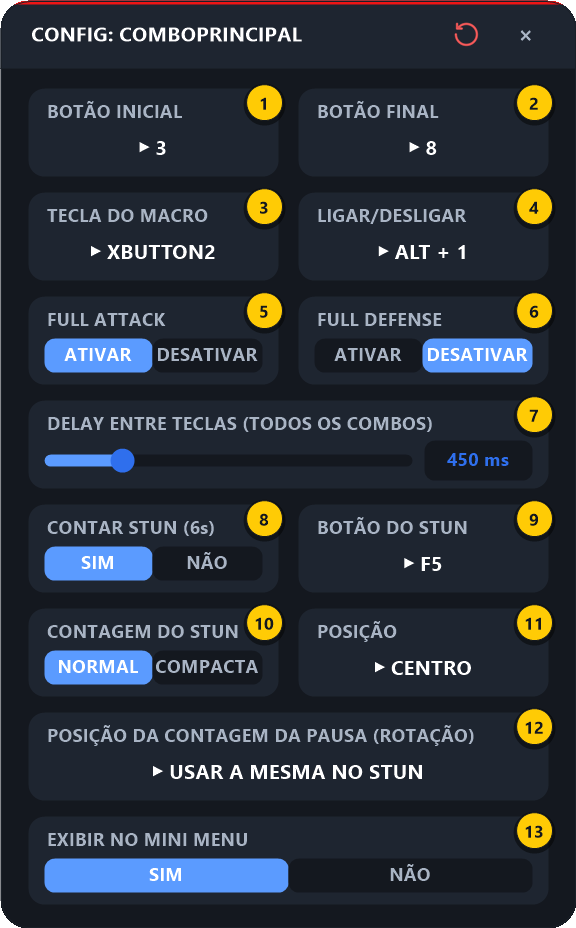 CONFIG: COMBOPRINCIPAL ×
BOTÃO INICIAL 1
▶ 3
BOTÃO FINAL 2
▶ 8
TECLA DO MACRO 3
▶ XBUTTON2
LIGAR/DESLIGAR 4
▶ ALT + 1
FULL ATTACK 5
ATIVAR DESATIVAR
FULL DEFENSE 6
ATIVAR DESATIVAR
DELAY ENTRE TECLAS (TODOS OS COMBOS) 7
450 ms
CONTAR STUN (6s) 8
SIM NÃO
BOTÃO DO STUN 9
▶ F5
CONTAGEM DO STUN 10
NORMAL COMPACTA
POSIÇÃO 11
▶ CENTRO
POSIÇÃO DA CONTAGEM DA PAUSA (ROTAÇÃO) 12
▶ USAR A MESMA NO STUN
EXIBIR NO MINI MENU 13
SIM NÃO